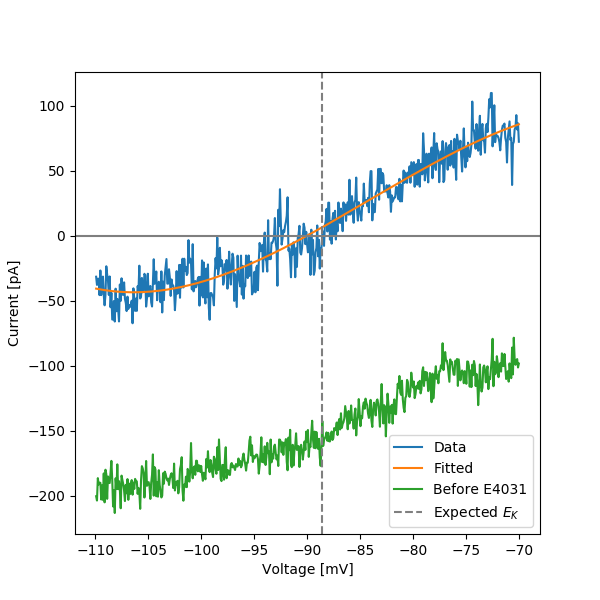 100
50
0
−50
−100
−150
−200
Current [pA]
Data
Fitted
Before E4031
Expected E_K
−110 −105 −100 −95 −90 −85 −80 −75 −70
Voltage [mV]